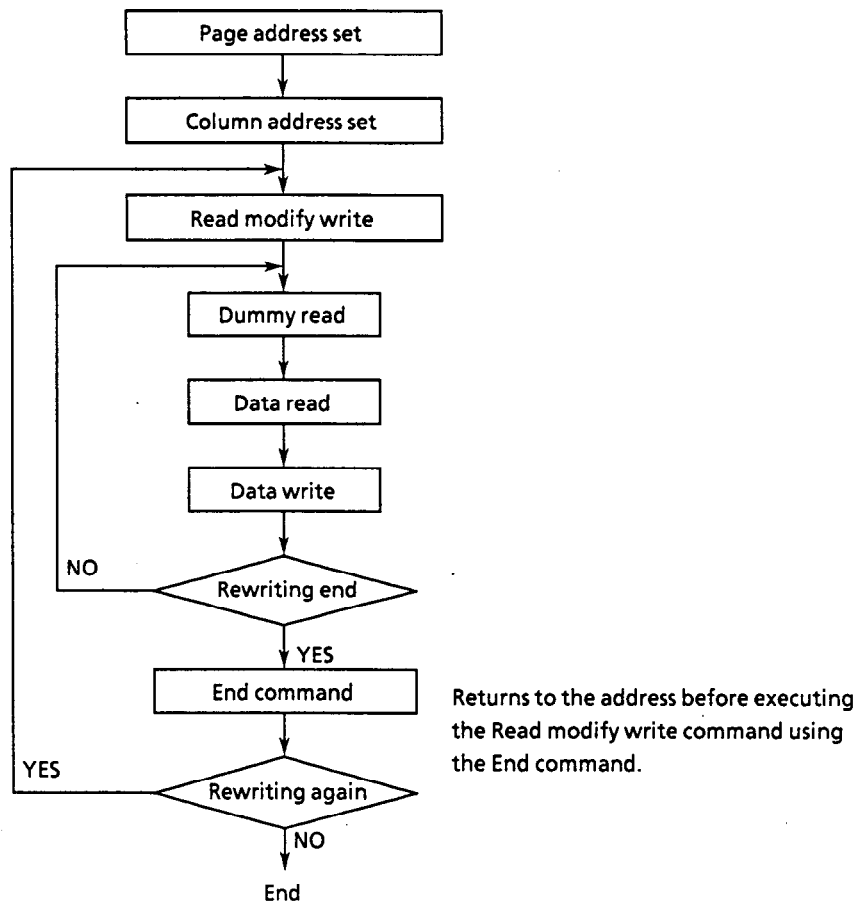 Page address set
Column address set
Read modify write
Dummy read
Data read
Data write
NO
Rewriting end
YES
End command
Returns to the address before executing
the Read modify write command using
the End command.
YES
Rewriting again
NO
End